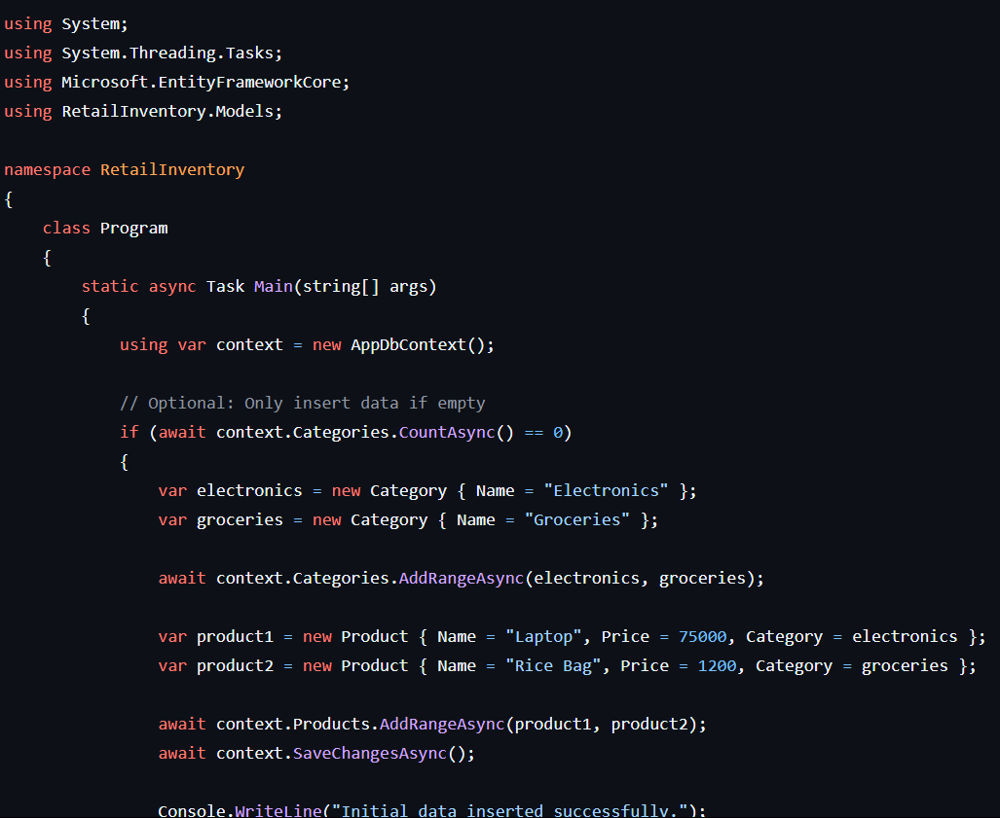 using System;
using System.Threading.Tasks;
using Microsoft.EntityFrameworkCore;
using RetailInventory.Models;
namespace RetailInventory
{
class Program
{
static async Task Main(string[] args)
{
using var context = new AppDbContext();
// Optional: Only insert data if empty
if (await context.Categories.CountAsync() == 0)
{
var electronics = new Category { Name = "Electronics" };
var groceries = new Category { Name = "Groceries" };
await context.Categories.AddRangeAsync(electronics, groceries);
var product1 = new Product { Name = "Laptop", Price = 75000, Category = electronics };
var product2 = new Product { Name = "Rice Bag", Price = 1200, Category = groceries };
await context.Products.AddRangeAsync(product1, product2);
await context.SaveChangesAsync();
Console.WriteLine("Initial data inserted successfully.");